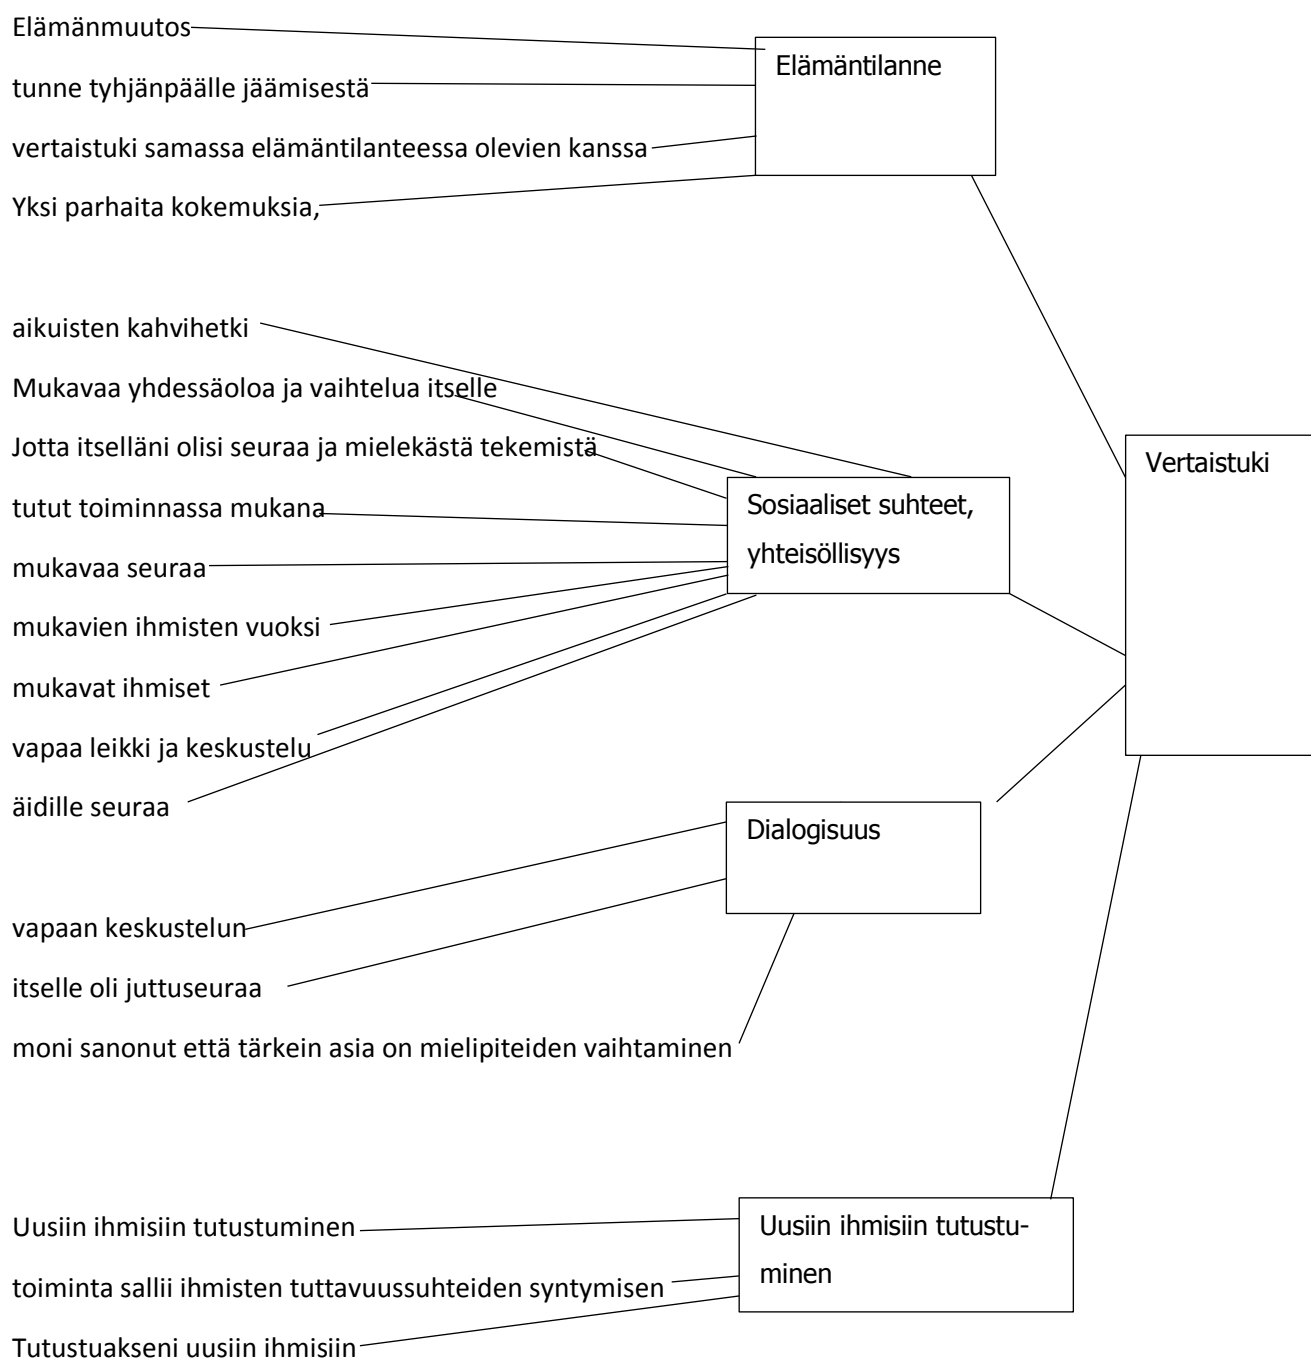 Elämänmuutos
tunne tyhjänpäälle jäämisestä
vertaistuki samassa elämäntilanteessa olevien kanssa
Yksi parhaita kokemuksia,
Elämäntilanne
aikuisten kahvihetki
Mukavaa yhdessäoloa ja vaihtelua itselle
Jotta itselläni olisi seuraa ja mielekästä tekemistä
tutut toiminnassa mukana
mukavaa seuraa
mukavien ihmisten vuoksi
mukavat ihmiset
vapaa leikki ja keskustelu
äidille seuraa
Sosiaaliset suhteet,
yhteisöllisyys
vapaan keskustelun
itselle oli juttuseuraa
moni sanonut että tärkein asia on mielipiteiden vaihtaminen
Dialogisuus
Uusiin ihmisiin tutustuminen
toiminta sallii ihmisten tuttavuussuhteiden syntymisen
Tutustuakseni uusiin ihmisiin
Uusiin ihmisiin tutustu-
minen
Vertaistuki